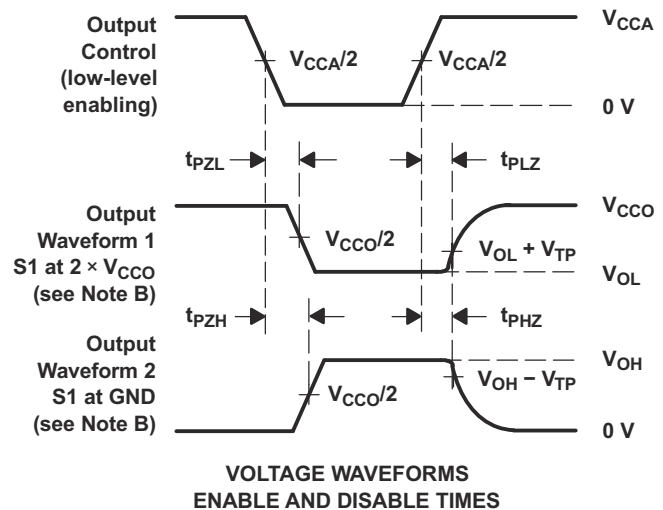 Output
Control
(low-level
enabling)
V_CCA/2
V_CCA/2
V_CCA
0 V
t_PZL
t_PLZ
Output
Waveform 1
S1 at 2 × V_CCO
(see Note B)
V_CCO/2
V_OL + V_TP
V_CCO
V_OL
t_PZH
t_PHZ
Output
Waveform 2
S1 at GND
(see Note B)
V_CCO/2
V_OH − V_TP
V_OH
0 V
VOLTAGE WAVEFORMS
ENABLE AND DISABLE TIMES